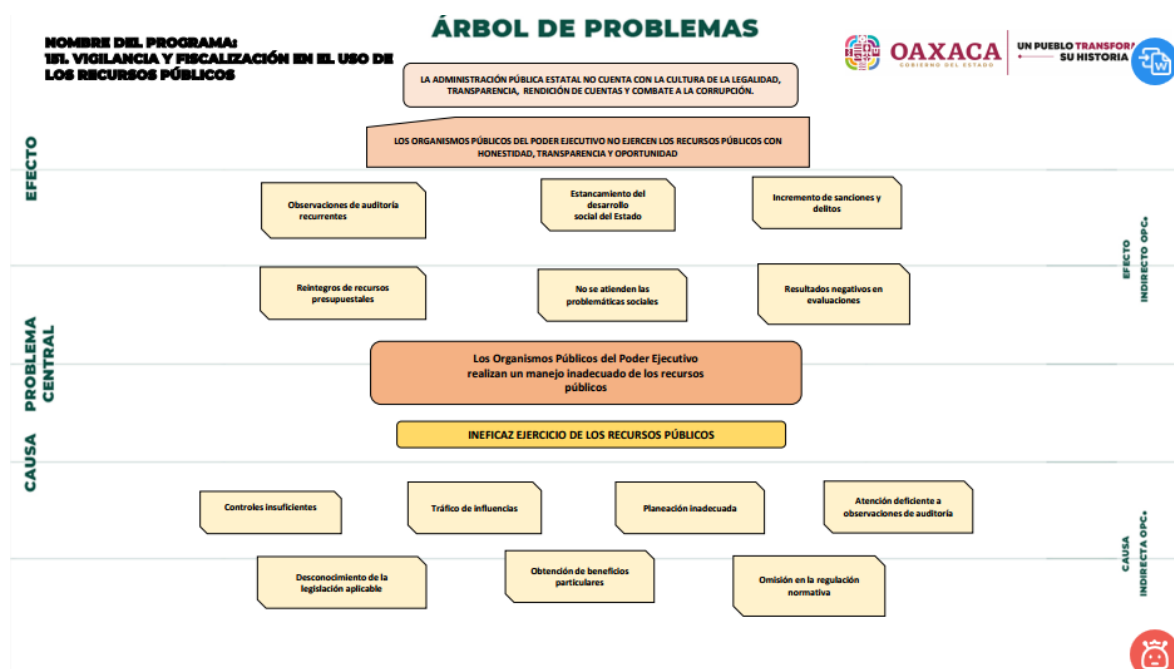 ÁRBOL DE PROBLEMAS
NOMBRE DEL PROGRAMA:
151. VIGILANCIA Y FISCALIZACIÓN EN EL USO DE
LOS RECURSOS PÚBLICOS
OAXACA
GOBIERNO DEL ESTADO
UN PUEBLO TRANSFOR
SU HISTORIA
W
LA ADMINISTRACIÓN PÚBLICA ESTATAL NO CUENTA CON LA CULTURA DE LA LEGALIDAD,
TRANSPARENCIA, RENDICIÓN DE CUENTAS Y COMBATE A LA CORRUPCIÓN.
EFECTO
LOS ORGANISMOS PÚBLICOS DEL PODER EJECUTIVO NO EJERCEN LOS RECURSOS PÚBLICOS CON
HONESTIDAD, TRANSPARENCIA Y OPORTUNIDAD
Observaciones de auditoría
recurrentes
Estancamiento del
desarrollo
social del Estado
Incremento de sanciones y
delitos
EFECTO
INDIRECTO OPC*
Reintegros de recursos
presupuestales
No se atienden las
problemáticas sociales
Resultados negativos en
evaluaciones
PROBLEMA
CENTRAL
Los Organismos Públicos del Poder Ejecutivo
realizan un manejo inadecuado de los recursos
públicos
CAUSA
INEFICAZ EJERCICIO DE LOS RECURSOS PÚBLICOS
Controles insuficientes
Tráfico de influencias
Planeación inadecuada
Atención deficiente a
observaciones de auditoría
CAUSA
INDIRECTA OPC*
Desconocimiento de la
legislación aplicable
Obtención de beneficios
particulares
Omisión en la regulación
normativa